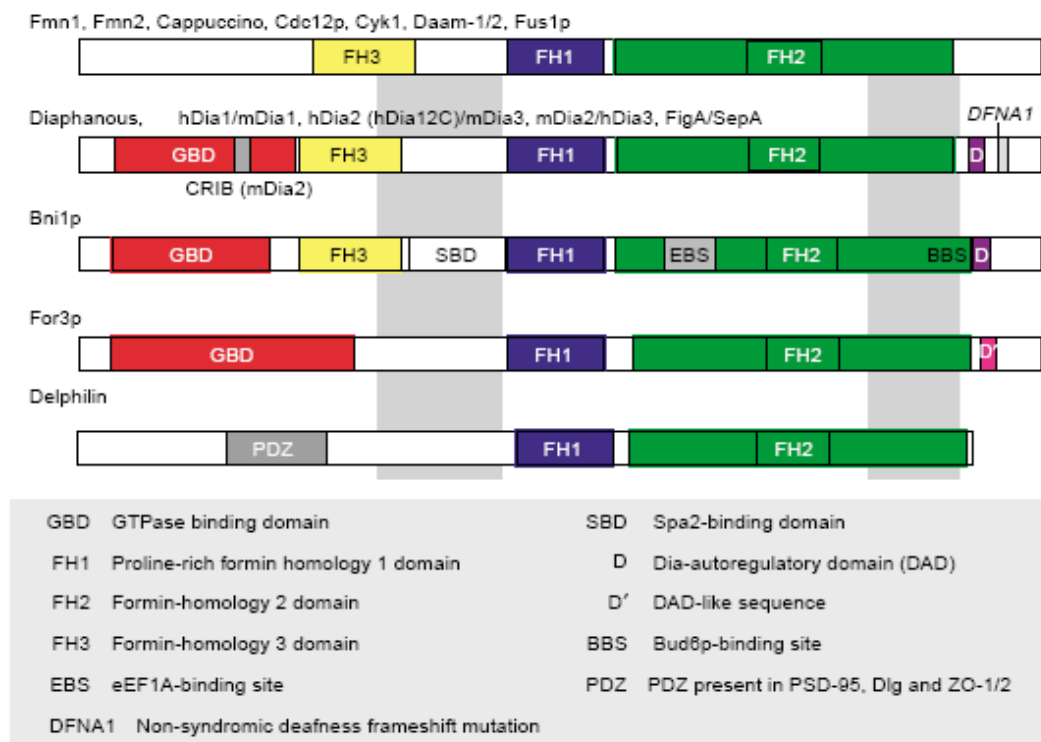 Fmn1, Fmn2, Cappuccino, Cdc12p, Cyk1, Daam-1/2, Fus1p
FH3 FH1 FH2
Diaphanous, hDia1/mDia1, hDia2 (hDia12C)/mDia3, mDia2/hDia3, FigA/SepA DFNA1
GBD FH3 FH1 FH2 D
CRIB (mDia2)
Bni1p
GBD FH3 SBD FH1 EBS FH2 BBS D
For3p
GBD FH1 FH2 D′
Delphilin
PDZ FH1 FH2
GBD GTPase binding domain SBD Spa2-binding domain
FH1 Proline-rich formin homology 1 domain D Dia-autoregulatory domain (DAD)
FH2 Formin-homology 2 domain D′ DAD-like sequence
FH3 Formin-homology 3 domain BBS Bud6p-binding site
EBS eEF1A-binding site PDZ PDZ present in PSD-95, Dlg and ZO-1/2
DFNA1 Non-syndromic deafness frameshift mutation